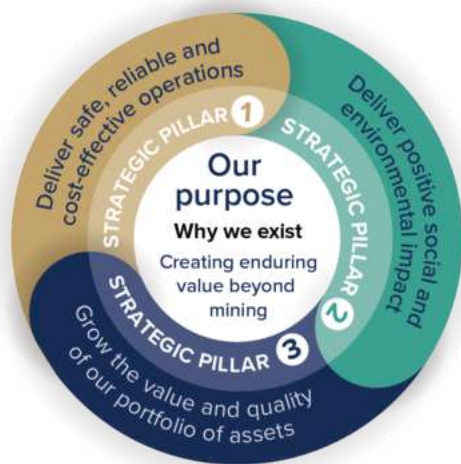 Our
purpose
Why we exist
Creating enduring
value beyond
mining
STRATEGIC PILLAR 1
Deliver safe, reliable and
cost-effective operations
STRATEGIC PILLAR 2
Deliver positive social and
environmental impact
STRATEGIC PILLAR 3
Grow the value and quality
of our portfolio of assets